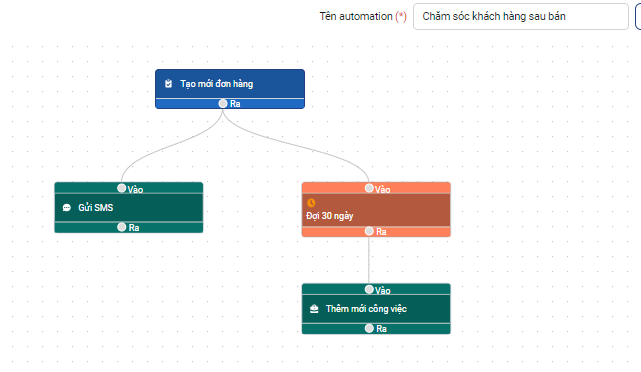 Tên automation (*)
Chăm sóc khách hàng sau bán
Tạo mới đơn hàng
Ra
Vào
Gửi SMS
Ra
Vào
Đợi 30 ngày
Ra
Vào
Thêm mới công việc
Ra